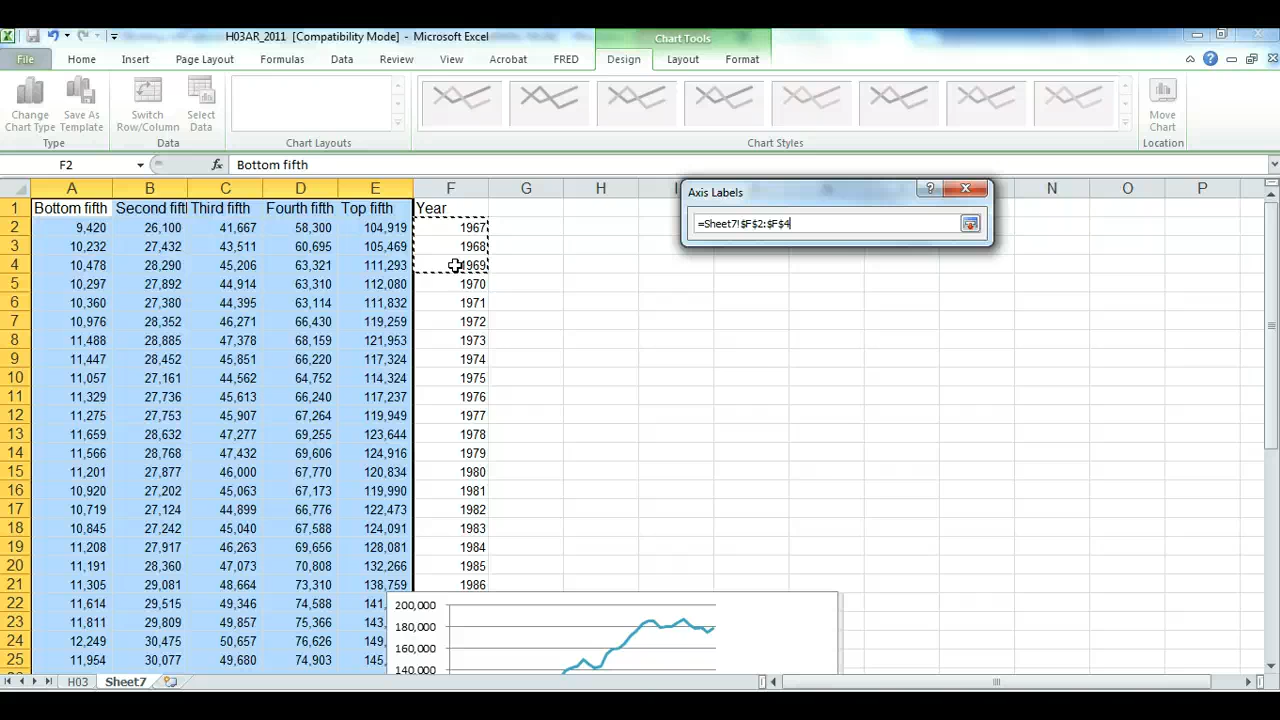 H03AR_2011 [Compatibility Mode] - Microsoft Excel
Chart Tools
File Home Insert Page Layout Formulas Data Review View Acrobat FRED Design Layout Format
Change Chart Type
Save As Template
Switch Row/Column
Select Data
Move Chart
Type Data Chart Layouts Chart Styles Location
F2 fx Bottom fifth
A B C D E F G H I N O P
Axis Labels
=Sheet7!$F$2:$F$4
1 Bottom fifth Second fift Third fifth Fourth fifth Top fifth Year
2 9,420 26,100 41,667 58,300 104,919 1967
3 10,232 27,432 43,511 60,695 105,469 1968
4 10,478 28,290 45,206 63,321 111,293 1969
5 10,297 27,892 44,914 63,310 112,080 1970
6 10,360 27,380 44,395 63,114 111,832 1971
7 10,976 28,352 46,271 66,430 119,259 1972
8 11,488 28,885 47,378 68,159 121,953 1973
9 11,447 28,452 45,851 66,220 117,324 1974
10 11,057 27,161 44,562 64,752 114,324 1975
11 11,329 27,736 45,613 66,240 117,237 1976
12 11,275 27,753 45,907 67,264 119,949 1977
13 11,659 28,632 47,277 69,255 123,644 1978
14 11,566 28,768 47,432 69,606 124,916 1979
15 11,201 27,877 46,000 67,770 120,834 1980
16 10,920 27,202 45,063 67,173 119,990 1981
17 10,719 27,124 44,899 66,776 122,473 1982
18 10,845 27,242 45,040 67,588 124,091 1983
19 11,208 27,917 46,263 69,656 128,081 1984
20 11,191 28,360 47,073 70,808 132,266 1985
21 11,305 29,081 48,664 73,310 138,759 1986
22 11,614 29,515 49,346 74,588 141, 200,000
23 11,811 29,809 49,857 75,366 143, 180,000
24 12,249 30,475 50,657 76,626 149, 160,000
25 11,954 30,077 49,680 74,903 145, 140,000
H03 Sheet7